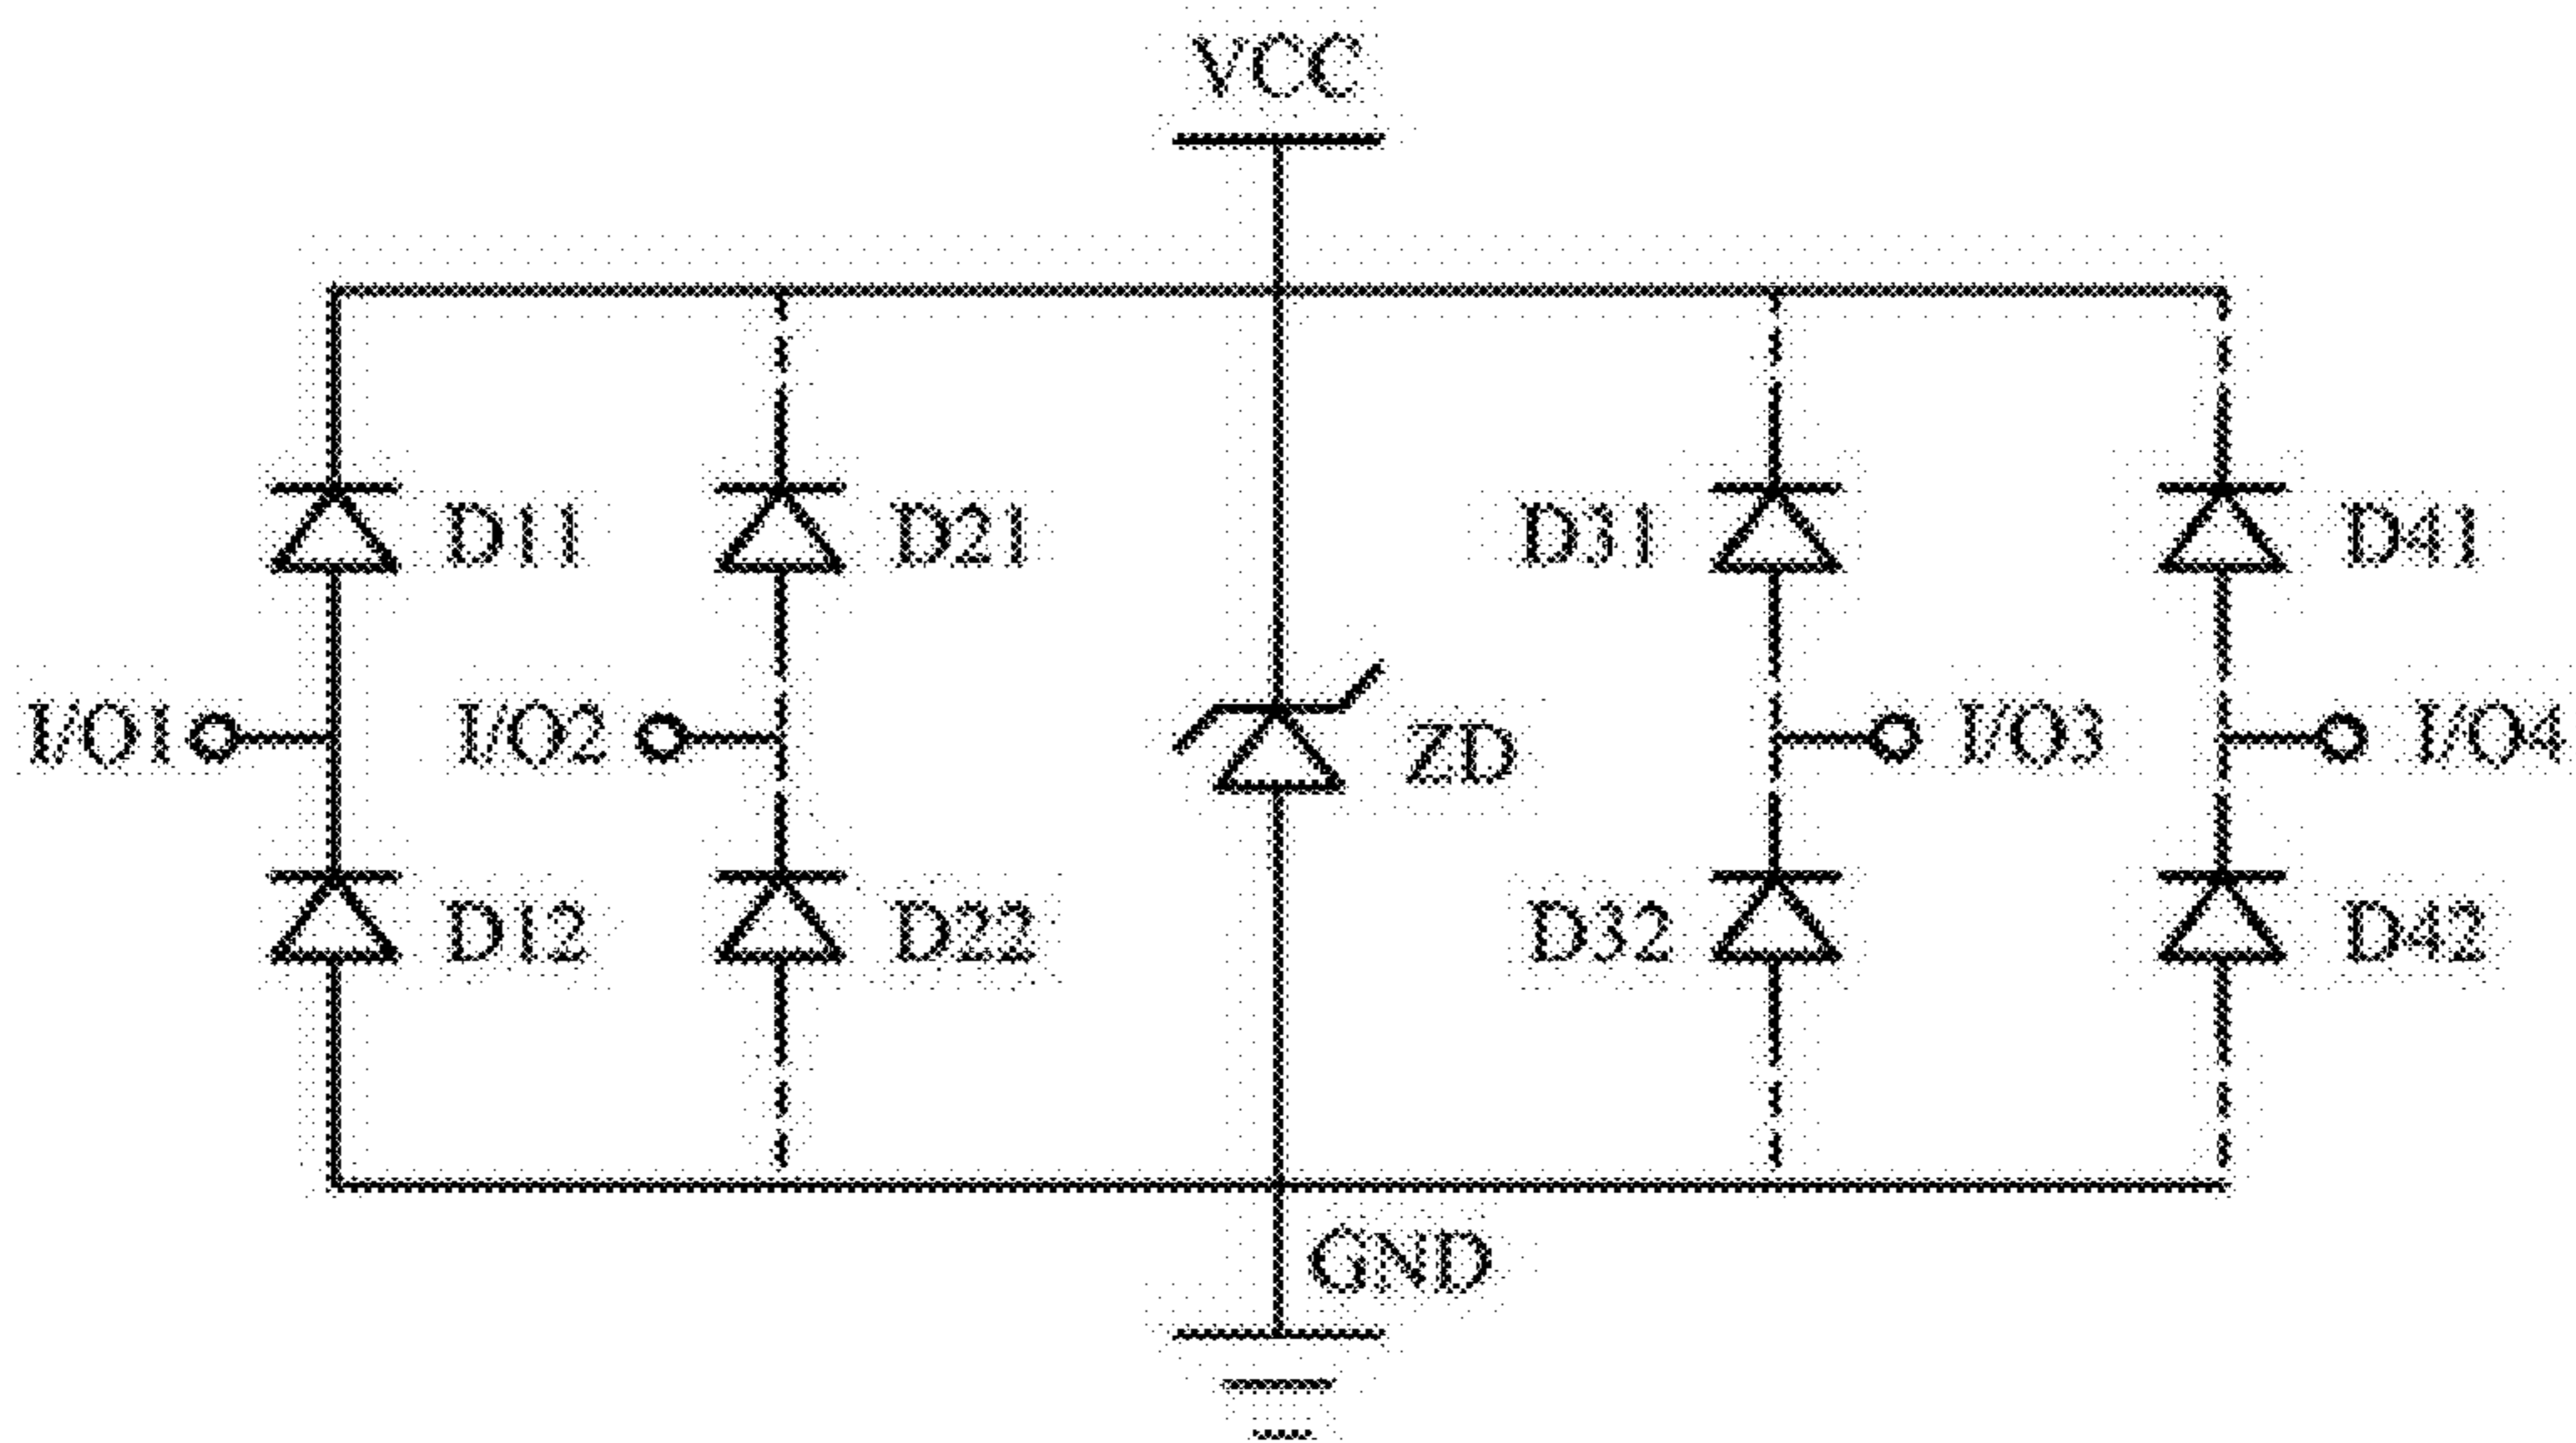 VCC
D11 D21 D31 D41
I/O1 I/O2 ZD I/O3 I/O4
D12 D22 D32 D42
GND